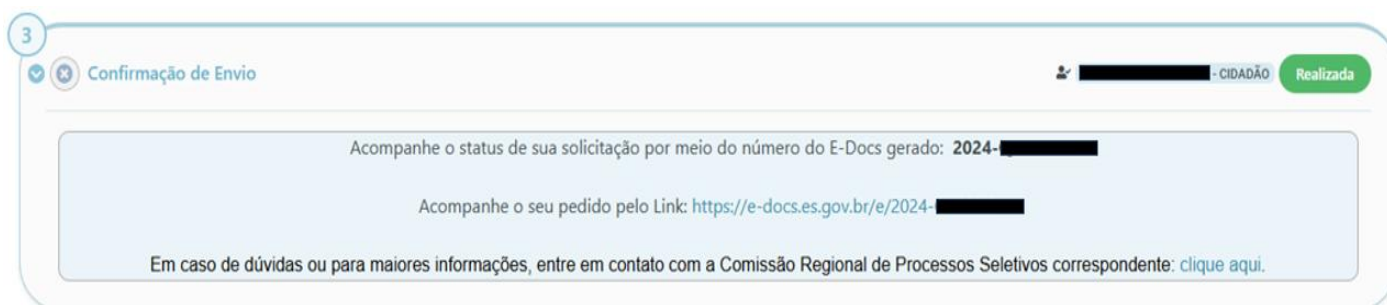 3
Confirmação de Envio
- CIDADÃO
Realizada
Acompanhe o status de sua solicitação por meio do número do E-Docs gerado: 2024-
Acompanhe o seu pedido pelo Link: https://e-docs.es.gov.br/e/2024-
Em caso de dúvidas ou para maiores informações, entre em contato com a Comissão Regional de Processos Seletivos correspondente: clique aqui.